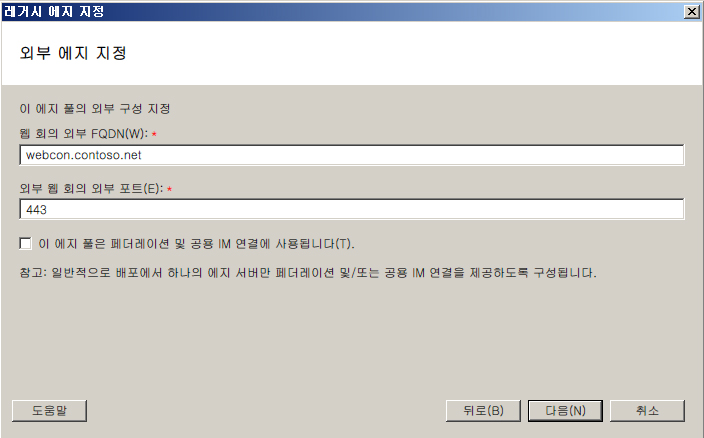 레거시 에지 지정
외부 에지 지정
이 에지 풀의 외부 구성 지정
웹 회의 외부 FQDN(W): *
webcon.contoso.net
외부 웹 회의 외부 포트(E): *
443
이 에지 풀은 페더레이션 및 공용 IM 연결에 사용됩니다(T).
참고: 일반적으로 배포에서 하나의 에지 서버만 페더레이션 및/또는 공용 IM 연결을 제공하도록 구성됩니다.
도움말 뒤로(B) 다음(N) 취소